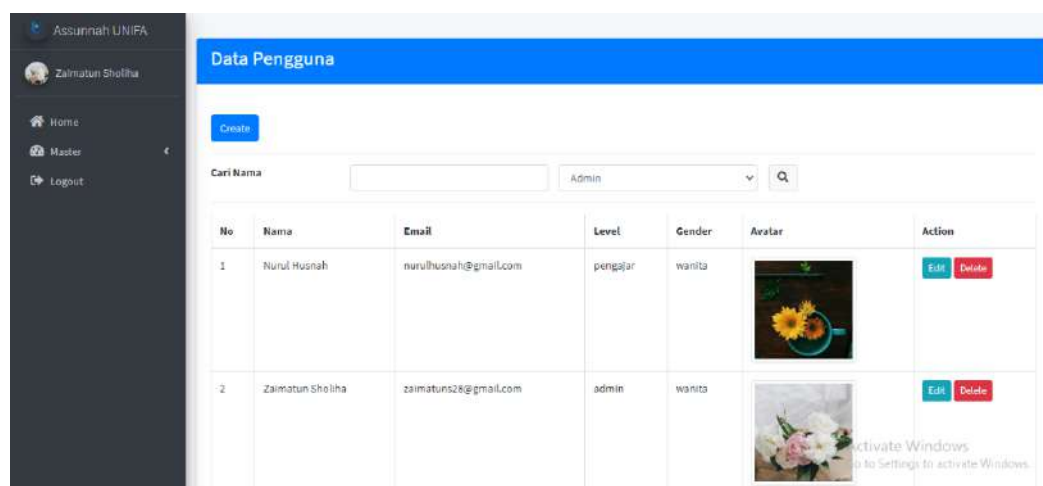 Assunnah UNIFA
Zaimatun Sholiha
Home
Master
Logout
Data Pengguna
Create
Cari Nama
Admin
No Nama Email Level Gender Avatar Action
1 Nurul Husnah nurulhusnah@gmail.com pengajar wanita Edit Delete
2 Zaimatun Sholiha zaimatuns28@gmail.com admin wanita Edit Delete
Activate Windows
Go to Settings to activate Windows.